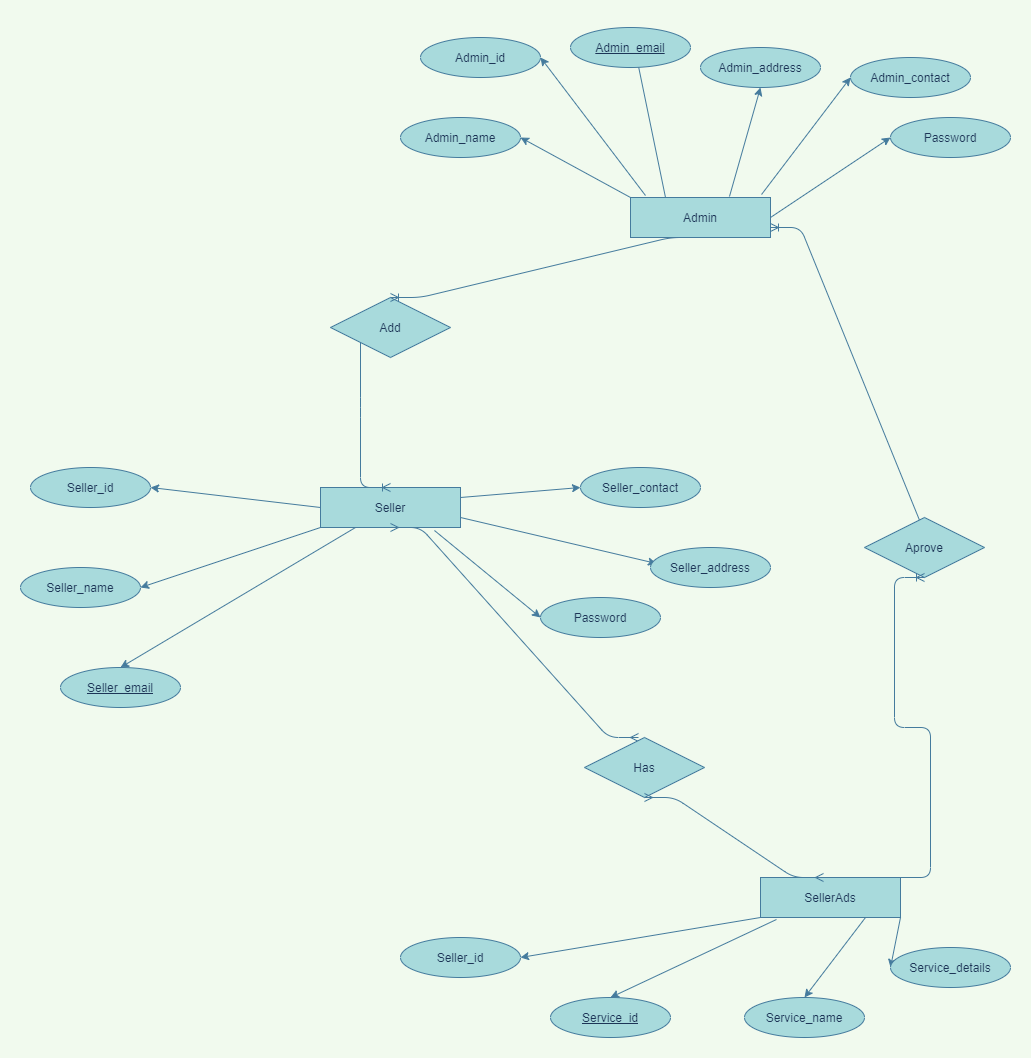 Admin_email
Admin_id
Admin_address
Admin_contact
Admin_name
Password
Admin
Add
Seller_id
Seller_contact
Seller
Aprove
Seller_address
Seller_name
Password
Seller_email
Has
SellerAds
Seller_id
Service_details
Service_id
Service_name